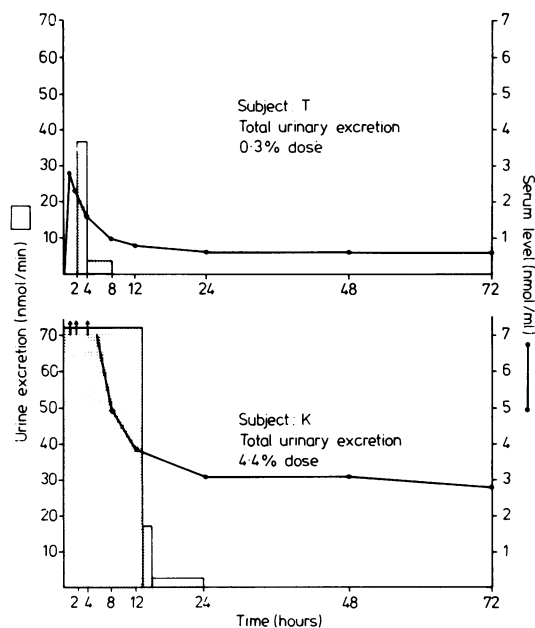 70
60
50
40
30
20
10
7
6
5
4
3
2
1
Subject: T
Total urinary excretion
0·3% dose
2 4 8 12 24 48 72
Urine excretion (nmol/min)
Serum level (nmol/ml)
70
60
50
40
30
20
10
7
6
5
4
3
2
1
Subject: K
Total urinary excretion
4·4% dose
2 4 8 12 24 48 72
Time (hours)